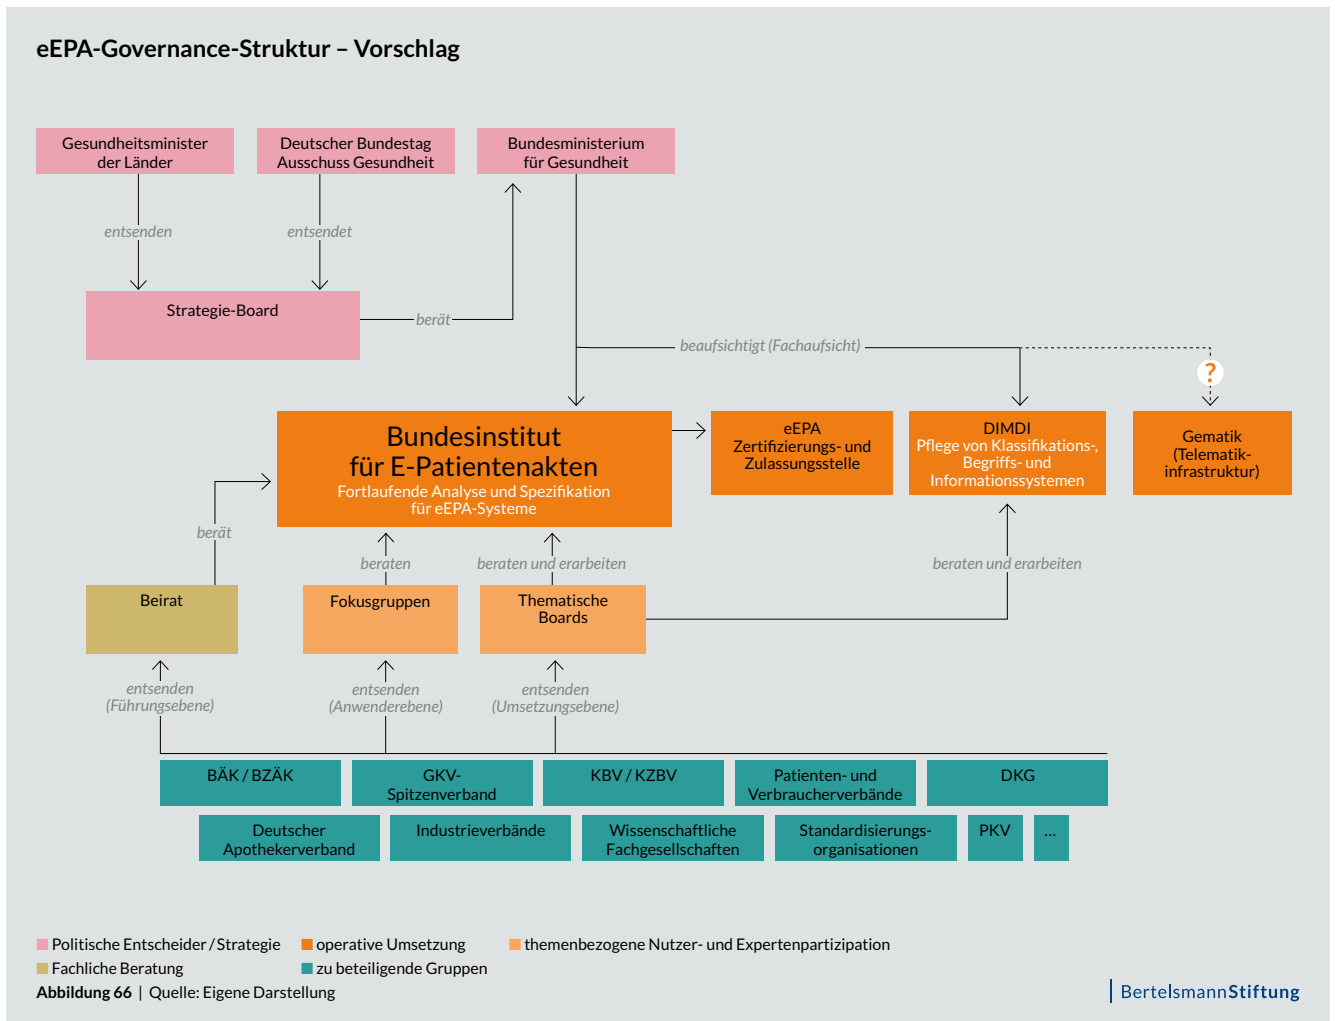 eEPA-Governance-Struktur – Vorschlag
Gesundheitsminister
der Länder
Deutscher Bundestag
Ausschuss Gesundheit
Bundesministerium
für Gesundheit
entsenden
entsendet
Strategie-Board
berät
beaufsichtigt (Fachaufsicht)
?
Bundesinstitut
für E-Patientenakten
Fortlaufende Analyse und Spezifikation
für eEPA-Systeme
eEPA
Zertifizierungs- und
Zulassungsstelle
DIMDI
Pflege von Klassifikations-,
Begriffs- und
Informationssystemen
Gematik
(Telematik-
infrastruktur)
berät
beraten
beraten und erarbeiten
beraten und erarbeiten
Beirat
Fokusgruppen
Thematische
Boards
entsenden
(Führungsebene)
entsenden
(Anwenderebene)
entsenden
(Umsetzungsebene)
BÄK / BZÄK
GKV-
Spitzenverband
KBV / KZBV
Patienten- und
Verbraucherverbände
DKG
Deutscher
Apothekerverband
Industrieverbände
Wissenschaftliche
Fachgesellschaften
Standardisierungs-
organisationen
PKV
...
Politische Entscheider / Strategie
operative Umsetzung
themenbezogene Nutzer- und Expertenpartizipation
Fachliche Beratung
zu beteiligende Gruppen
Abbildung 66 | Quelle: Eigene Darstellung
BertelsmannStiftung